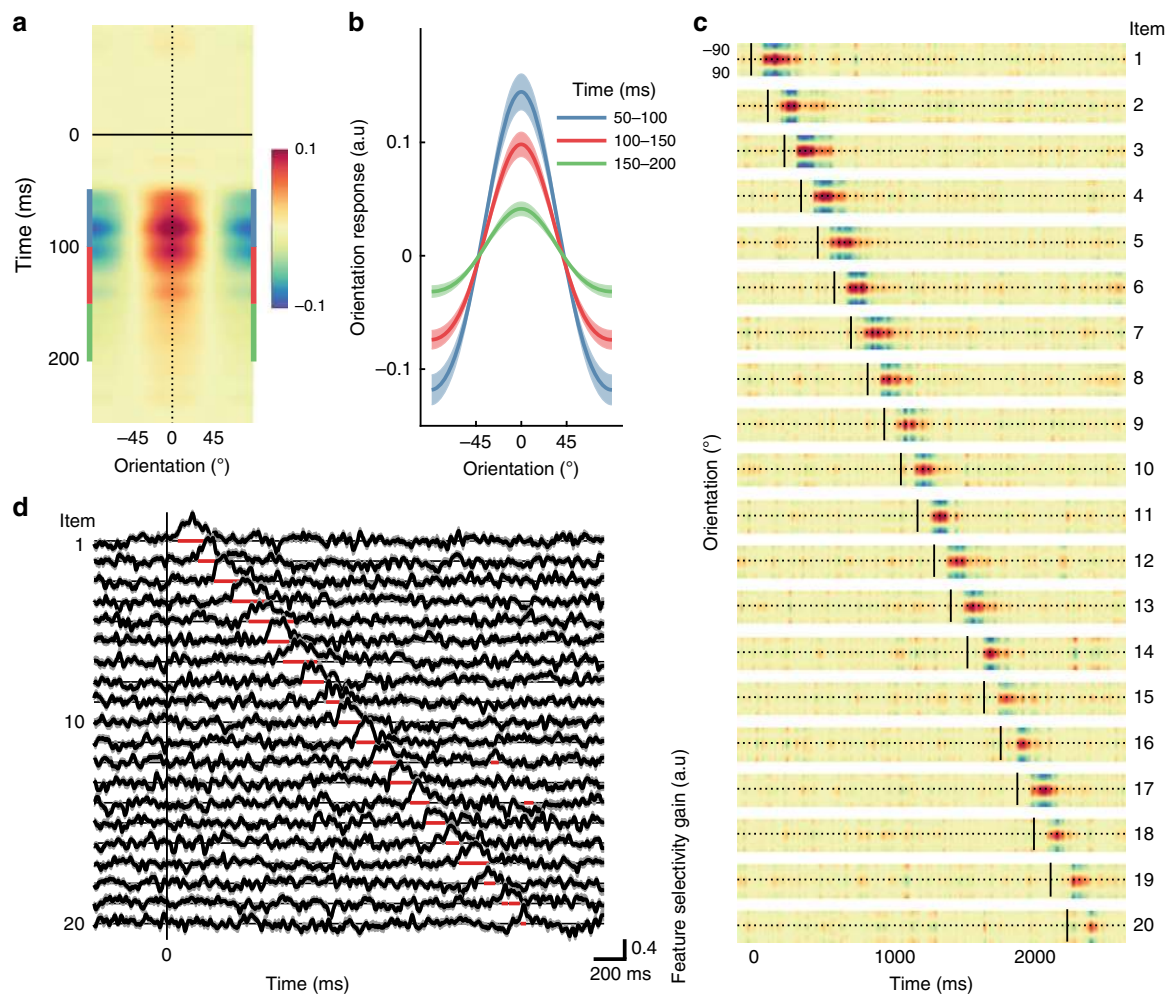 a
0
100
200
Time (ms)
−45
0
45
Orientation (°)
0.1
−0.1
b
0.1
0
−0.1
Orientation response (a.u)
Time (ms)
50–100
100–150
150–200
−45
0
45
Orientation (°)
c
Item
−90
90
1
2
3
4
5
6
7
8
9
10
11
12
13
14
15
16
17
18
19
20
Orientation (°)
0
1000
2000
Time (ms)
d
Item
1
10
20
0
Time (ms)
0.4
200 ms
Feature selectivity gain (a.u)